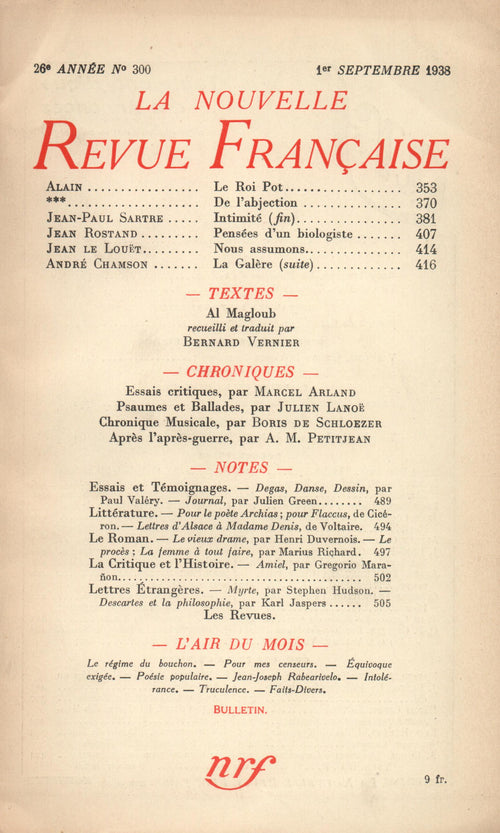 26e ANNÉE No 300 1er SEPTEMBRE 1938
LA NOUVELLE
REVUE FRANÇAISE
ALAIN ................. Le Roi Pot................. 353
***.................... De l'abjection ............ 370
JEAN-PAUL SARTRE ..... Intimité (fin)............. 381
JEAN ROSTAND ......... Pensées d'un biologiste ....... 407
JEAN LE LOUËT......... Nous assumons.............. 414
ANDRÉ CHAMSON ....... La Galère (suite)............. 416
— TEXTES —
Al Magloub
recueilli et traduit par
BERNARD VERNIER
— CHRONIQUES —
Essais critiques, par MARCEL ARLAND
Psaumes et Ballades, par JULIEN LANOË
Chronique Musicale, par BORIS DE SCHLOEZER
Après l'après-guerre, par A. M. PETITJEAN
— NOTES —
Essais et Témoignages. — Degas, Danse, Dessin, par
Paul Valéry. — Journal, par Julien Green........ 489
Littérature. — Pour le poète Archias ; pour Flaccus, de Cicé-
ron. — Lettres d'Alsace à Madame Denis, de Voltaire. 494
Le Roman. — Le vieux drame, par Henri Duvernois. — Le
procès ; La femme à tout faire, par Marius Richard. 497
La Critique et l'Histoire. — Amiel, par Gregorio Mara-
ñon............................................ 502
Lettres Étrangères. — Myrte, par Stephen Hudson. —
Descartes et la philosophie, par Karl Jaspers ...... 505
Les Revues.
— L'AIR DU MOIS —
Le régime du bouchon. — Pour mes censeurs. — Équivoque
exigée. — Poésie populaire. — Jean-Joseph Rabearivelo. — Intolé-
rance. — Truculence. — Faits-Divers.
BULLETIN.
nrf
9 fr.